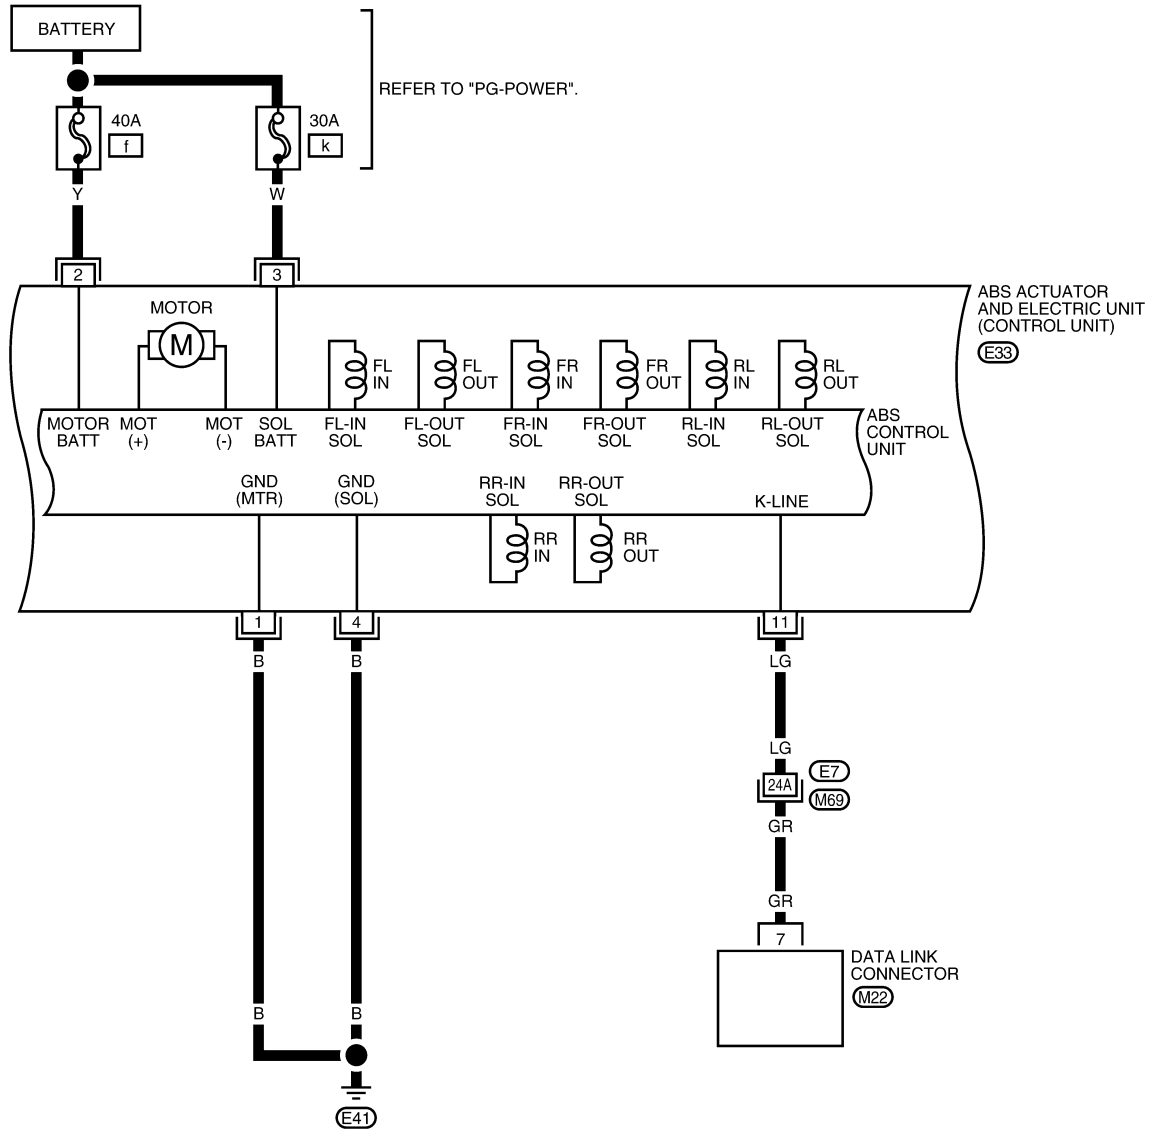 BATTERY
REFER TO "PG-POWER".
40A
f
30A
k
Y
W
2
3
ABS ACTUATOR
AND ELECTRIC UNIT
(CONTROL UNIT)
E33
MOTOR
M
FL
IN
FL
OUT
FR
IN
FR
OUT
RL
IN
RL
OUT
MOTOR
BATT
MOT
(+)
MOT
(-)
SOL
BATT
FL-IN
SOL
FL-OUT
SOL
FR-IN
SOL
FR-OUT
SOL
RL-IN
SOL
RL-OUT
SOL
ABS
CONTROL
UNIT
GND
(MTR)
GND
(SOL)
RR-IN
SOL
RR-OUT
SOL
K-LINE
RR
IN
RR
OUT
1
4
11
B
B
LG
LG
E7
24A
M69
GR
GR
7
DATA LINK
CONNECTOR
M22
B
B
E41